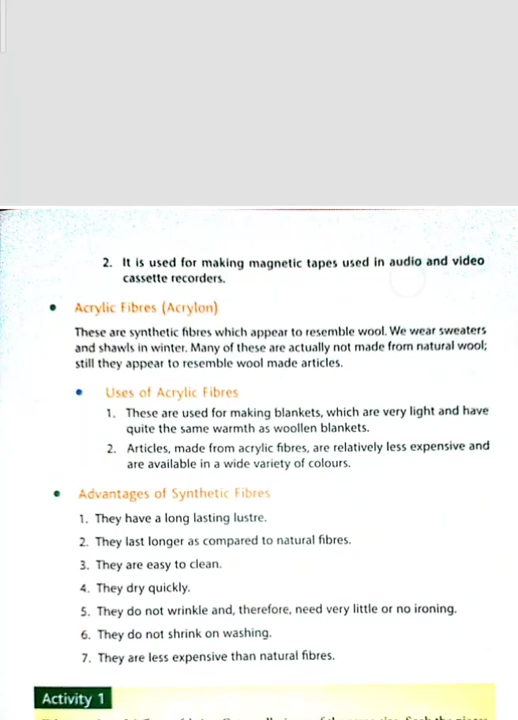 2. It is used for making magnetic tapes used in audio and video
cassette recorders.
• Acrylic Fibres (Acrylon)
These are synthetic fibres which appear to resemble wool. We wear sweaters
and shawls in winter. Many of these are actually not made from natural wool;
still they appear to resemble wool made articles.
• Uses of Acrylic Fibres
1. These are used for making blankets, which are very light and have
quite the same warmth as woollen blankets.
2. Articles, made from acrylic fibres, are relatively less expensive and
are available in a wide variety of colours.
• Advantages of Synthetic Fibres
1. They have a long lasting lustre.
2. They last longer as compared to natural fibres.
3. They are easy to clean.
4. They dry quickly.
5. They do not wrinkle and, therefore, need very little or no ironing.
6. They do not shrink on washing.
7. They are less expensive than natural fibres.
Activity 1